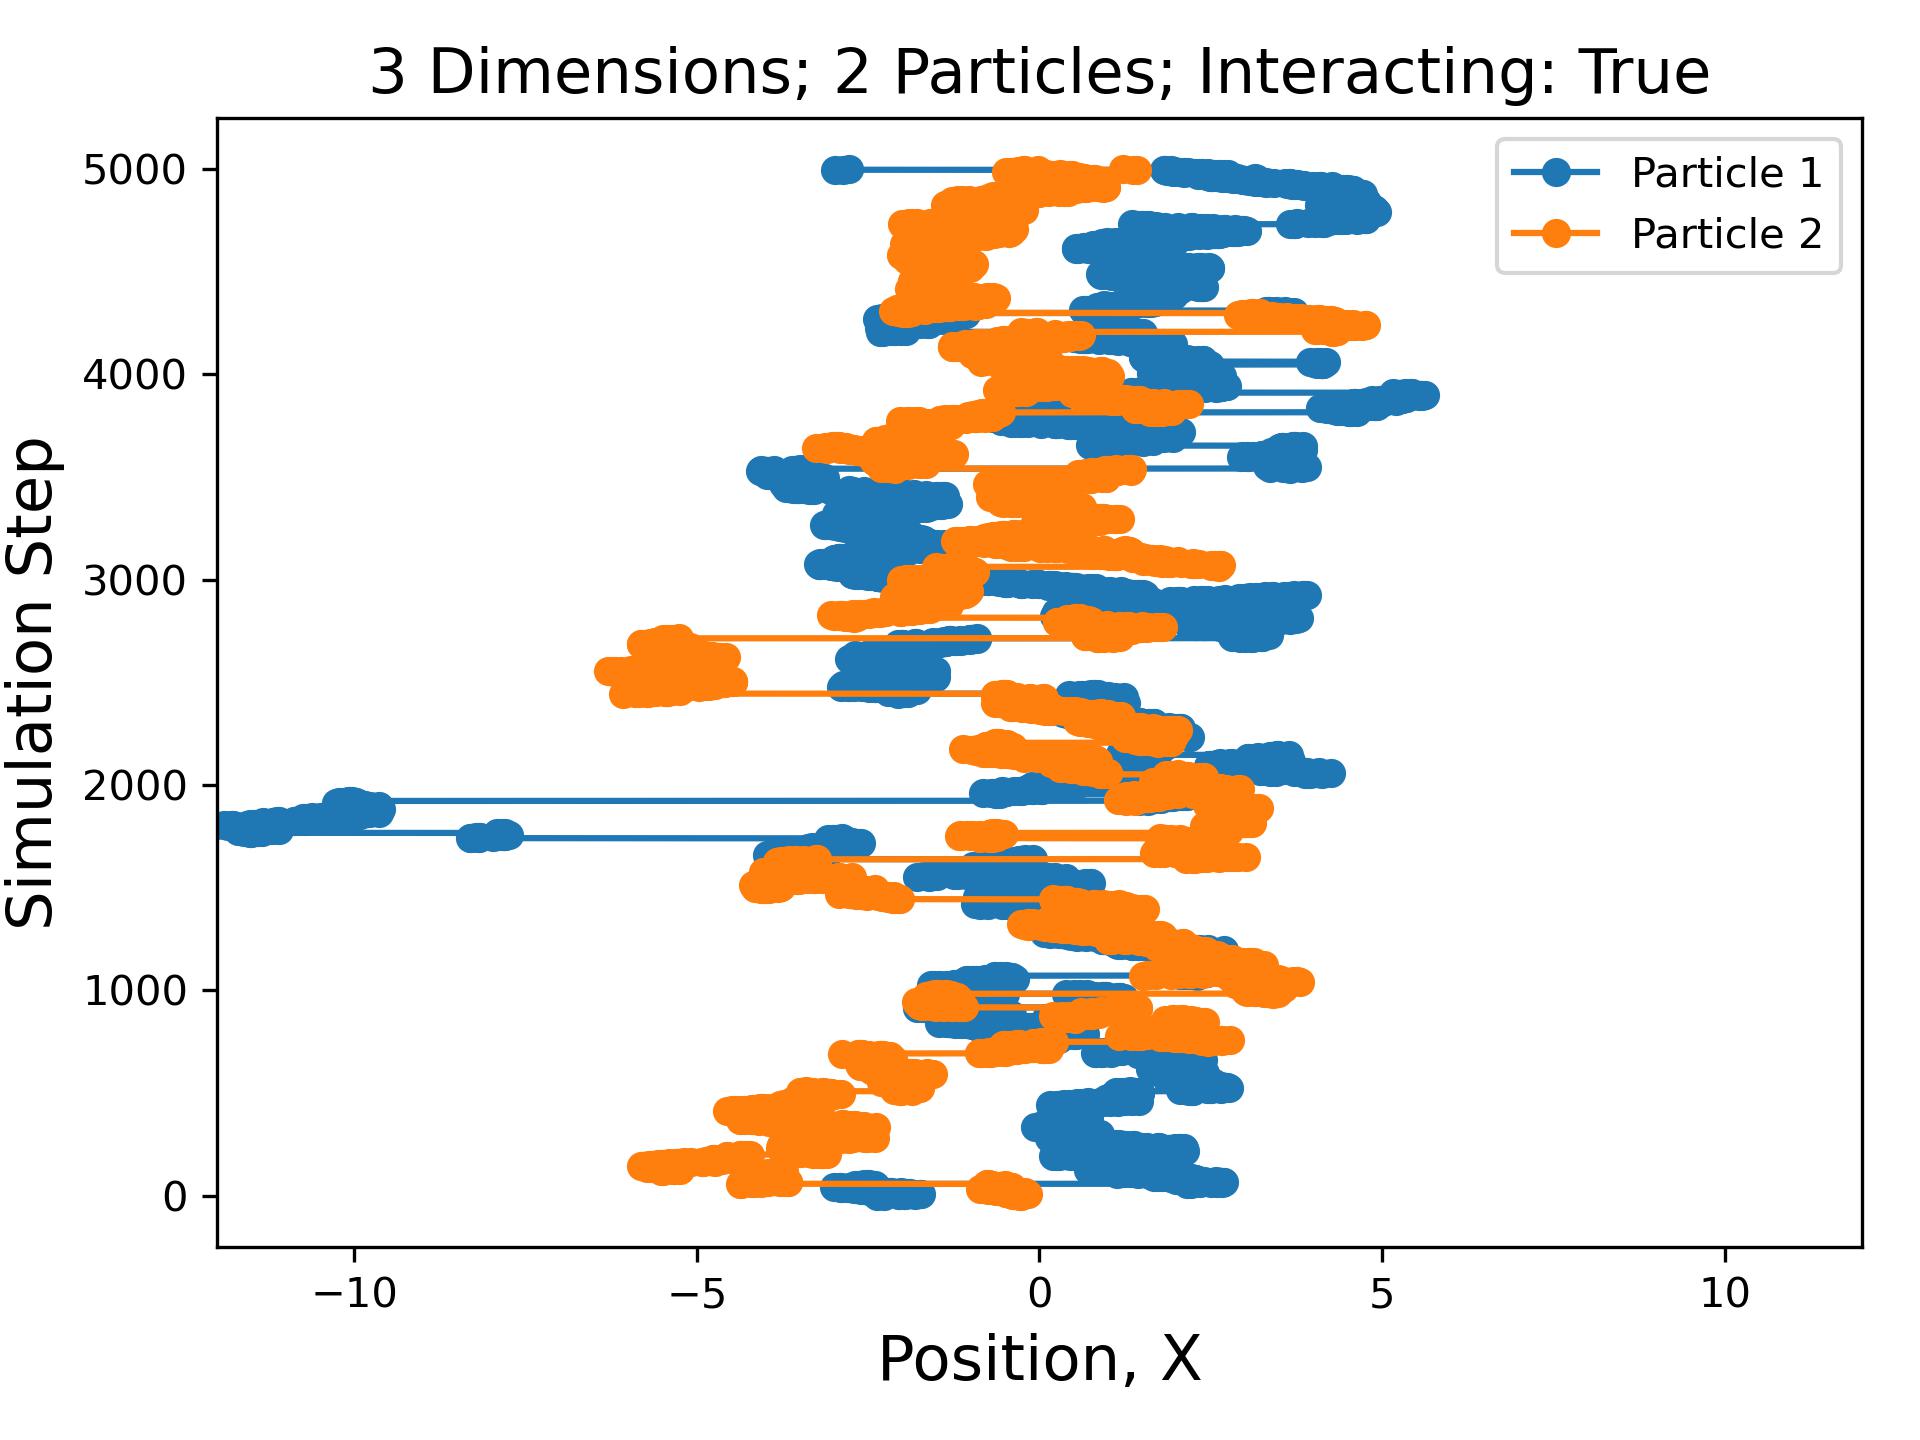 3 Dimensions; 2 Particles; Interacting: True
Particle 1
Particle 2
5000
4000
3000
2000
1000
0
Simulation Step
−10
−5
0
5
10
Position, X